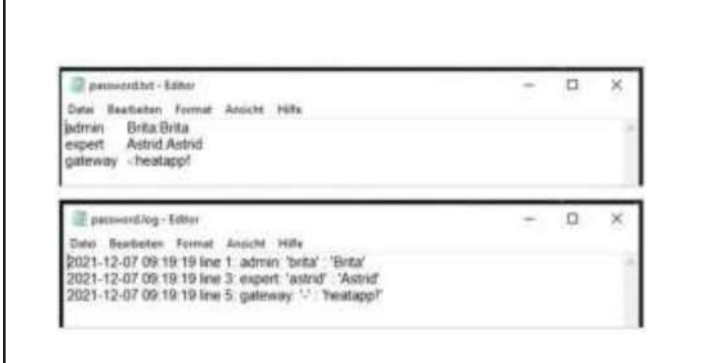 password.txt - Editor
Datei Bearbeiten Format Ansicht Hilfe
admin Brita:Brita
expert Astrid:Astrid
gateway -:heatapp!
password.log - Editor
Datei Bearbeiten Format Ansicht Hilfe
2021-12-07 09:19:19 line 1: admin: 'brita' : 'Brita'
2021-12-07 09:19:19 line 3: expert: 'astrid' : 'Astrid'
2021-12-07 09:19:19 line 5: gateway: '-' : 'heatapp!'